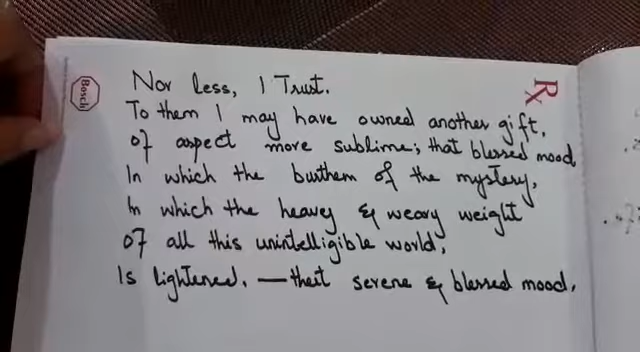 Bosch
Rx
Nor less, I Trust.
To them I may have owned another gift,
of aspect more sublime; that blessed mood
In which the burthem of the mystery,
In which the heavy & weary weight
of all this unintelligible world,
Is lightened. — that serene & blessed mood,